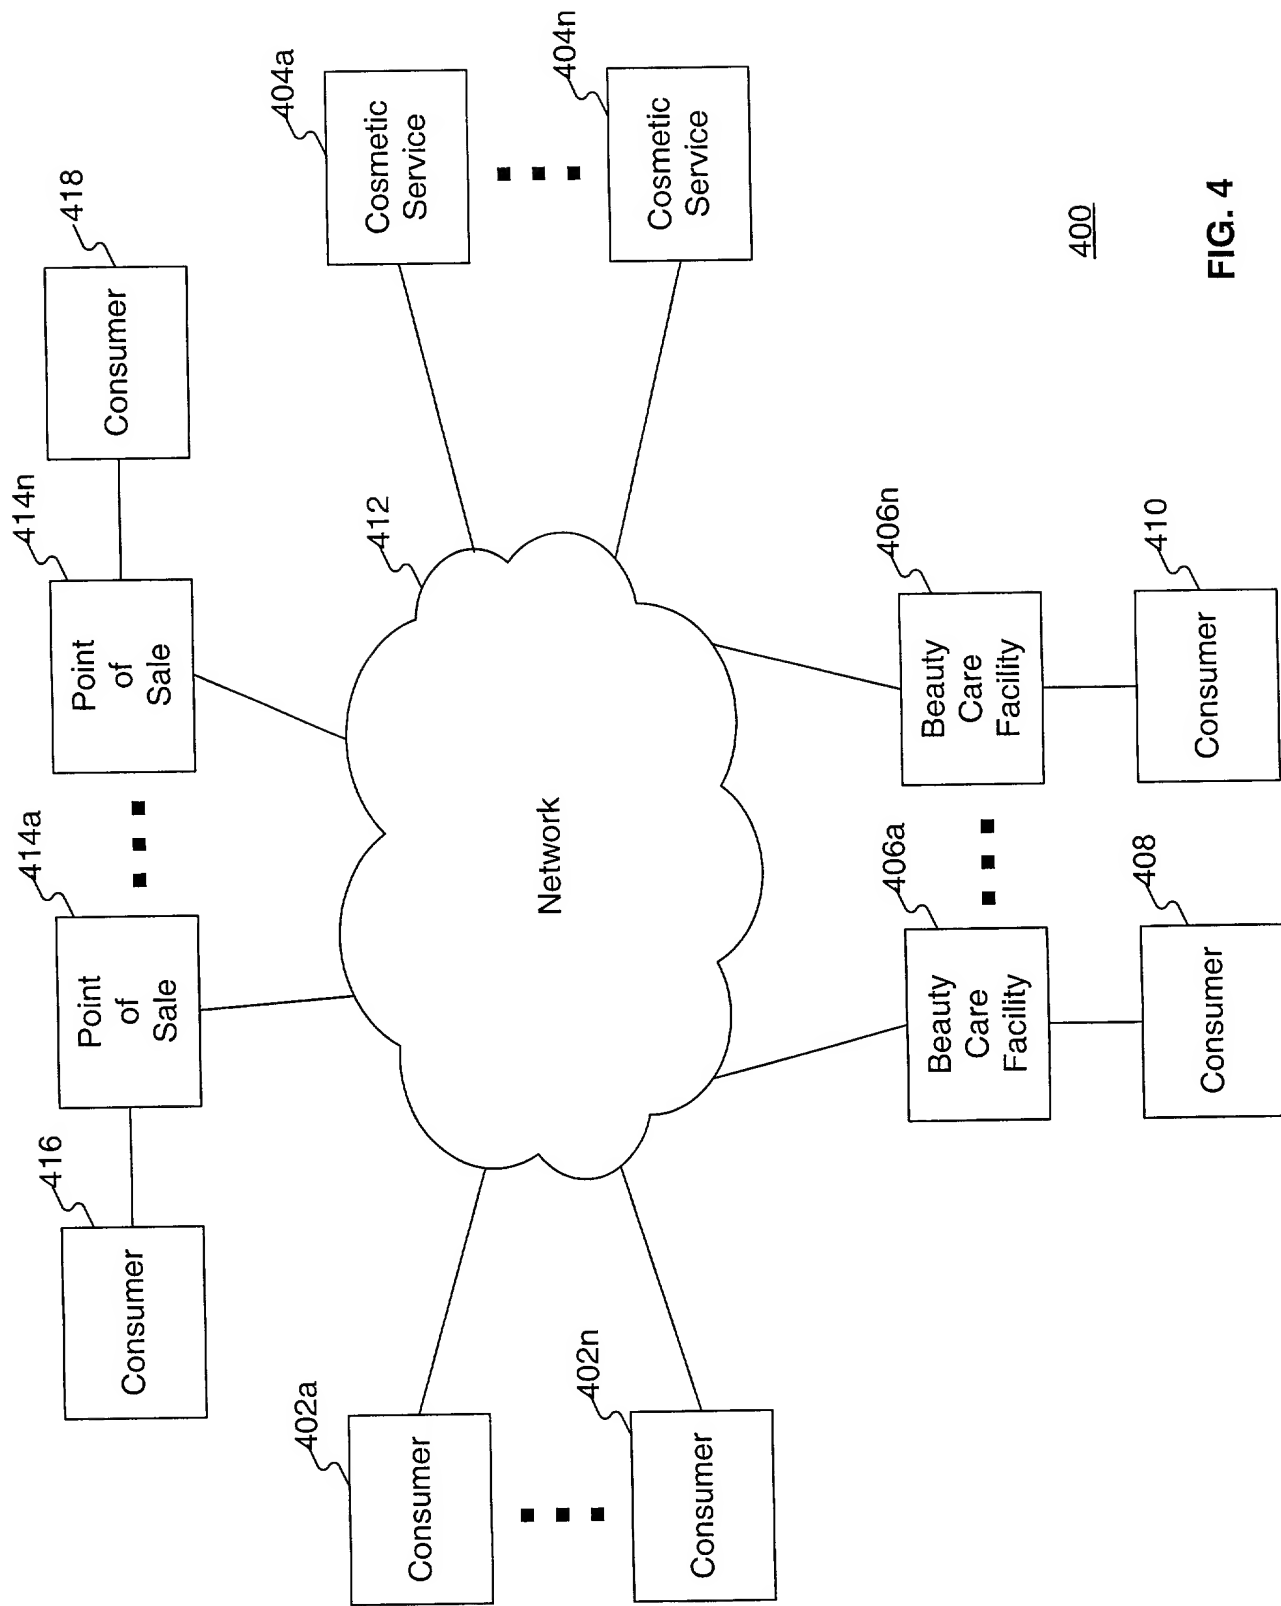 416
414a
414n
418
Consumer
Point
of
Sale
Point
of
Sale
Consumer
402a
412
404a
Consumer
Cosmetic
Service
Network
402n
404n
Consumer
Cosmetic
Service
406a
406n
Beauty
Care
Facility
Beauty
Care
Facility
408
410
Consumer
Consumer
400
FIG. 4